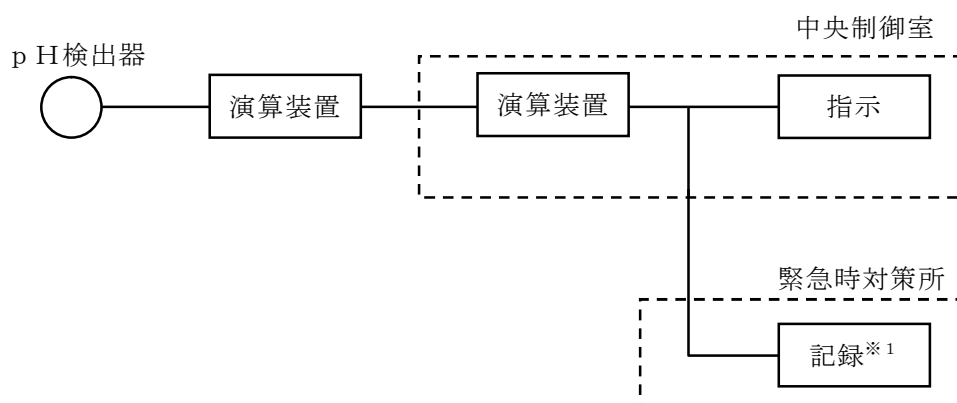 中央制御室
ｐＨ検出器
演算装置
演算装置
指示
緊急時対策所
記録※１